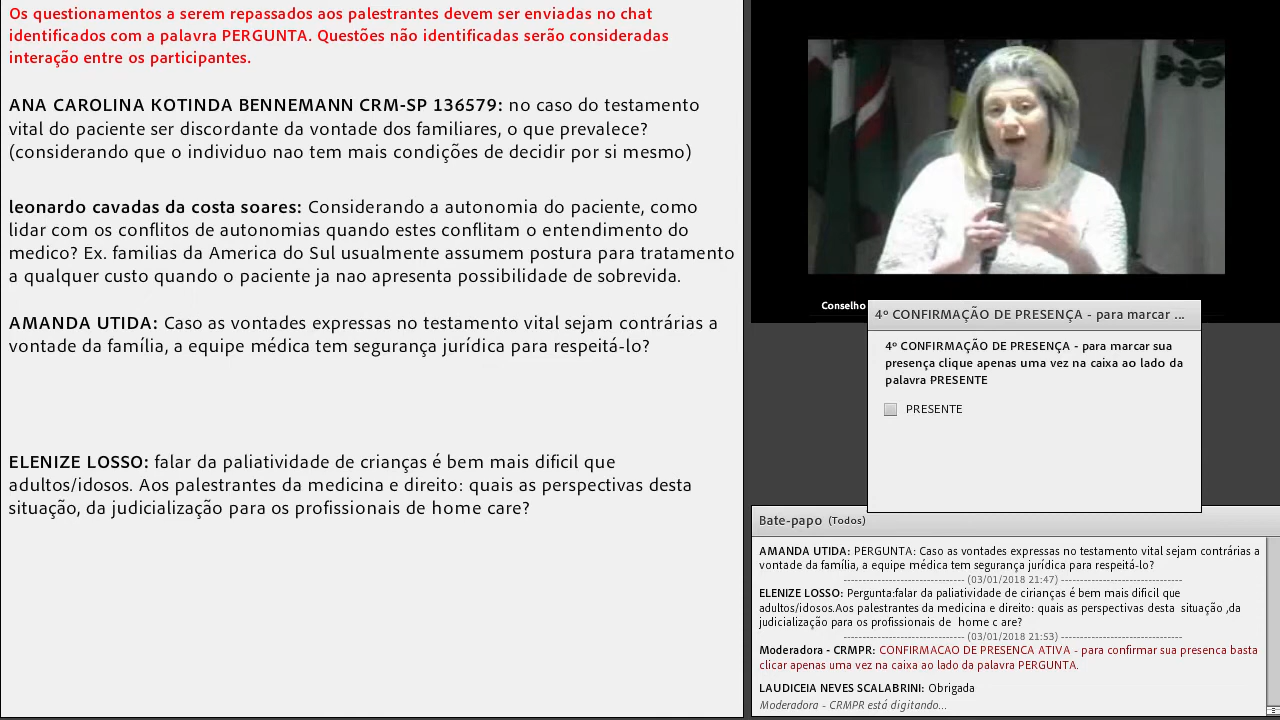 Os questionamentos a serem repassados aos palestrantes devem ser enviadas no chat
identificados com a palavra PERGUNTA. Questões não identificadas serão consideradas
interação entre os participantes.
ANA CAROLINA KOTINDA BENNEMANN CRM-SP 136579: no caso do testamento
vital do paciente ser discordante da vontade dos familiares, o que prevalece?
(considerando que o individuo nao tem mais condições de decidir por si mesmo)
leonardo cavadas da costa soares: Considerando a autonomia do paciente, como
lidar com os conflitos de autonomias quando estes conflitam o entendimento do
medico? Ex. familias da America do Sul usualmente assumem postura para tratamento
a qualquer custo quando o paciente ja nao apresenta possibilidade de sobrevida.
AMANDA UTIDA: Caso as vontades expressas no testamento vital sejam contrárias a
vontade da família, a equipe médica tem segurança jurídica para respeitá-lo?
ELENIZE LOSSO: falar da paliatividade de crianças é bem mais dificil que
adultos/idosos. Aos palestrantes da medicina e direito: quais as perspectivas desta
situação, da judicialização para os profissionais de home care?
Conselho
4º CONFIRMAÇÃO DE PRESENÇA - para marcar ...
4º CONFIRMAÇÃO DE PRESENÇA - para marcar sua
presença clique apenas uma vez na caixa ao lado da
palavra PRESENTE
PRESENTE
Bate-papo (Todos)
AMANDA UTIDA: PERGUNTA: Caso as vontades expressas no testamento vital sejam contrárias a
vontade da família, a equipe médica tem segurança jurídica para respeitá-lo?
-------------------------------- (03/01/2018 21:47) --------------------------------
ELENIZE LOSSO: Pergunta:falar da paliatividade de cirianças é bem mais dificil que
adultos/idosos.Aos palestrantes da medicina e direito: quais as perspectivas desta situação ,da
judicialização para os profissionais de home c are?
-------------------------------- (03/01/2018 21:53) --------------------------------
Moderadora - CRMPR: CONFIRMACAO DE PRESENCA ATIVA - para confirmar sua presenca basta
clicar apenas uma vez na caixa ao lado da palavra PERGUNTA.
LAUDICEIA NEVES SCALABRINI: Obrigada
Moderadora - CRMPR está digitando...